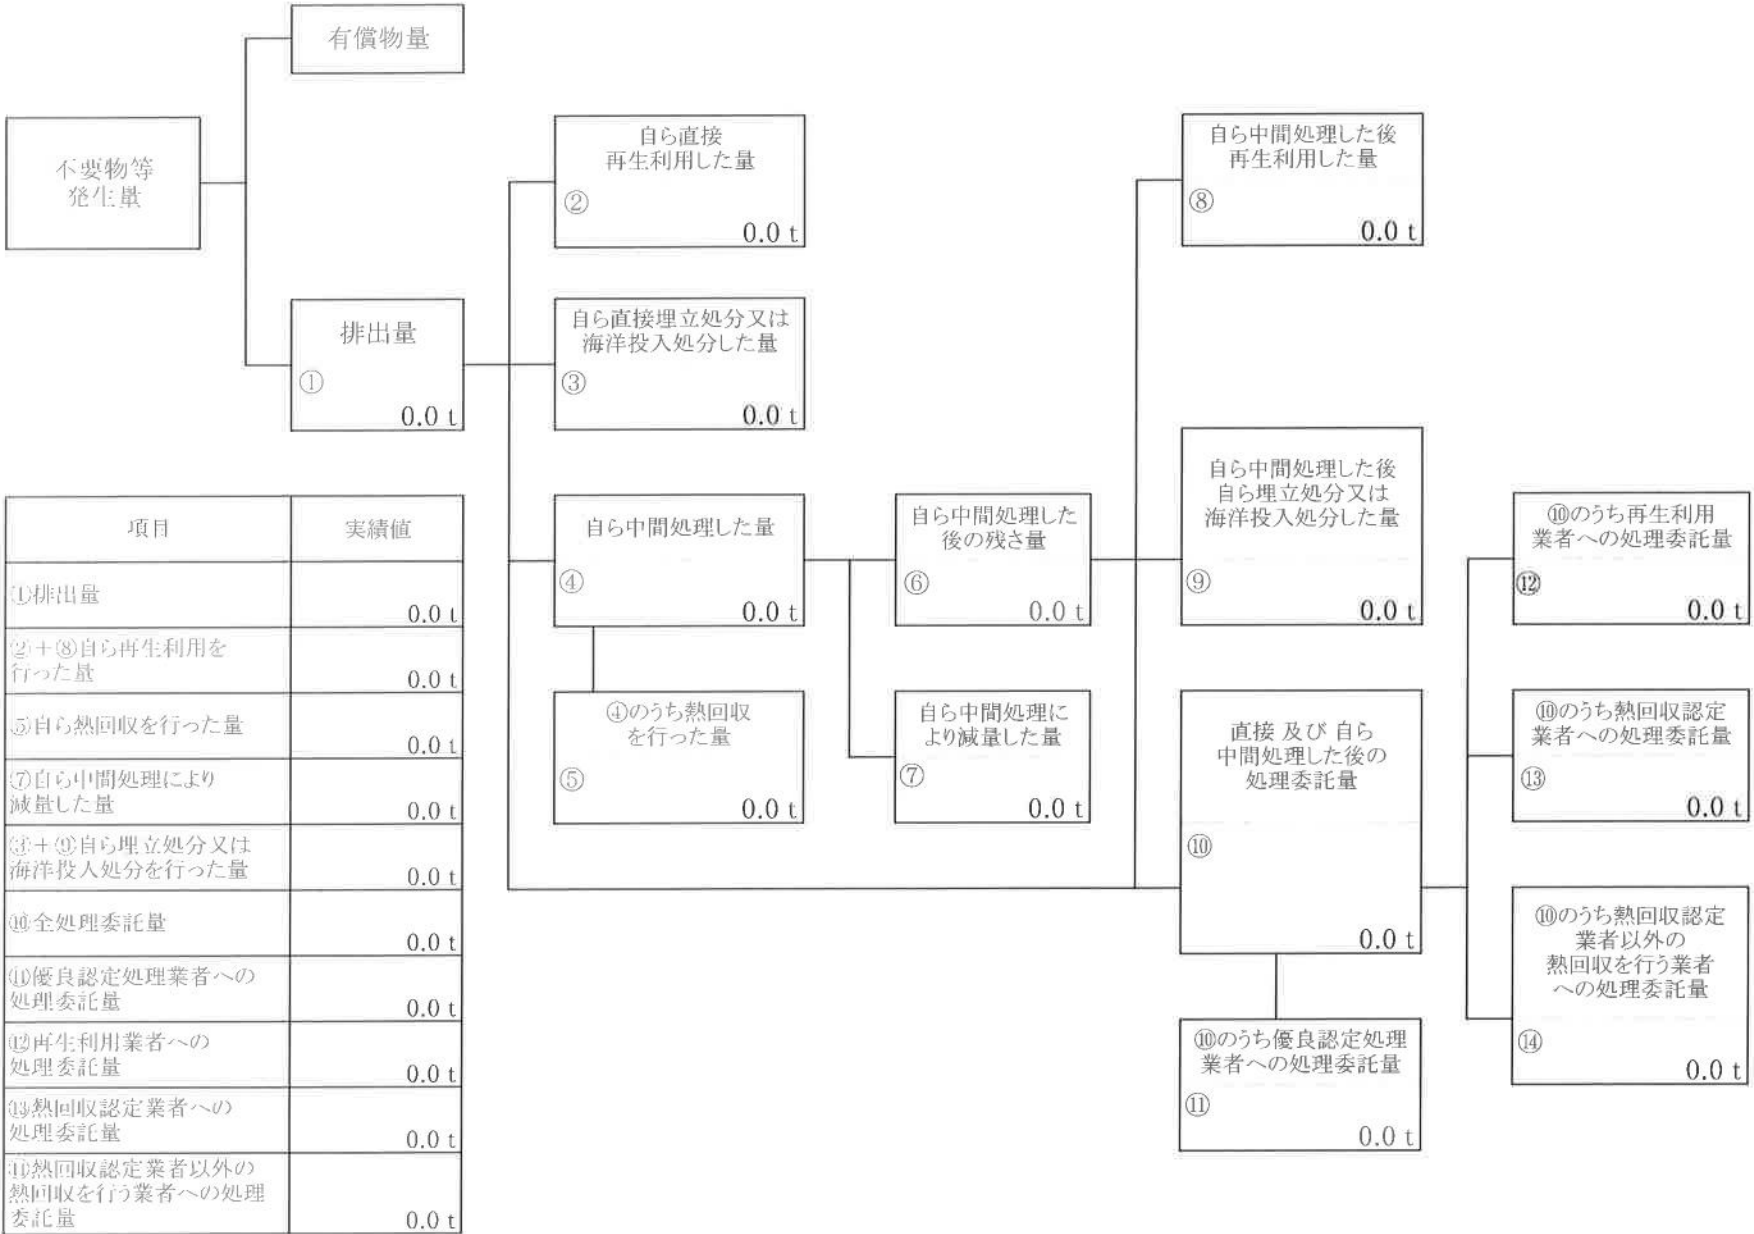 有償物量
不要物等
発生量
排出量
①
0.0 t
自ら直接
再生利用した量
②
0.0 t
自ら直接埋立処分又は
海洋投入処分した量
③
0.0 t
自ら中間処理した量
④
0.0 t
④のうち熱回収
を行った量
⑤
0.0 t
自ら中間処理した
後の残さ量
⑥
0.0 t
自ら中間処理に
より減量した量
⑦
0.0 t
自ら中間処理した後
再生利用した量
⑧
0.0 t
自ら中間処理した後
自ら埋立処分又は
海洋投入処分した量
⑨
0.0 t
直接 及び 自ら
中間処理した後の
処理委託量
⑩
0.0 t
⑩のうち優良認定処理
業者への処理委託量
⑪
0.0 t
⑩のうち再生利用
業者への処理委託量
⑫
0.0 t
⑩のうち熱回収認定
業者への処理委託量
⑬
0.0 t
⑩のうち熱回収認定
業者以外の
熱回収を行う業者
への処理委託量
⑭
0.0 t
項目 実績値
①排出量
0.0 t
②+⑧自ら再生利用を
行った量
0.0 t
⑤自ら熱回収を行った量
0.0 t
⑦自ら中間処理により
減量した量
0.0 t
③+⑨自ら埋立処分又は
海洋投入処分を行った量
0.0 t
⑩全処理委託量
0.0 t
⑪優良認定処理業者への
処理委託量
0.0 t
⑫再生利用業者への
処理委託量
0.0 t
⑬熱回収認定業者への
処理委託量
0.0 t
⑭熱回収認定業者以外の
熱回収を行う業者への処理
委託量
0.0 t